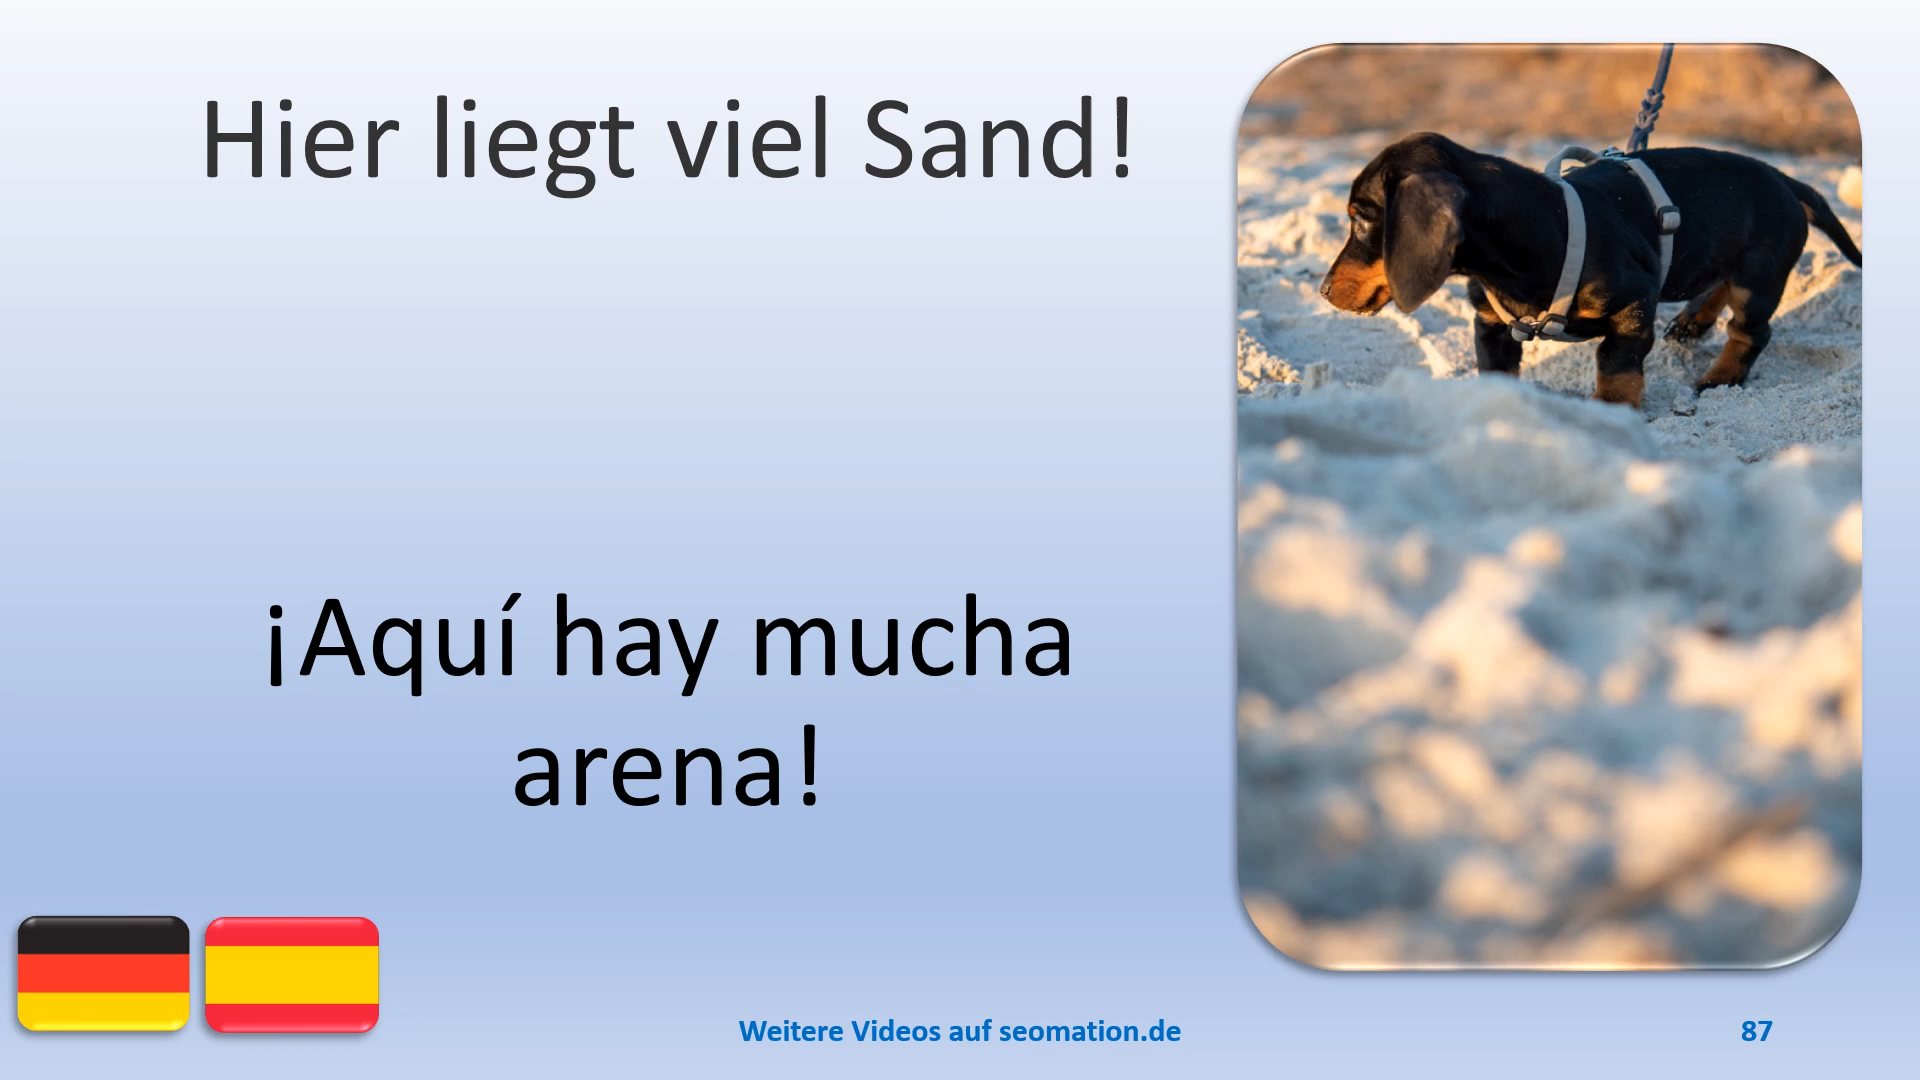 Hier liegt viel Sand!
¡Aquí hay mucha
arena!
Weitere Videos auf seomation.de
87